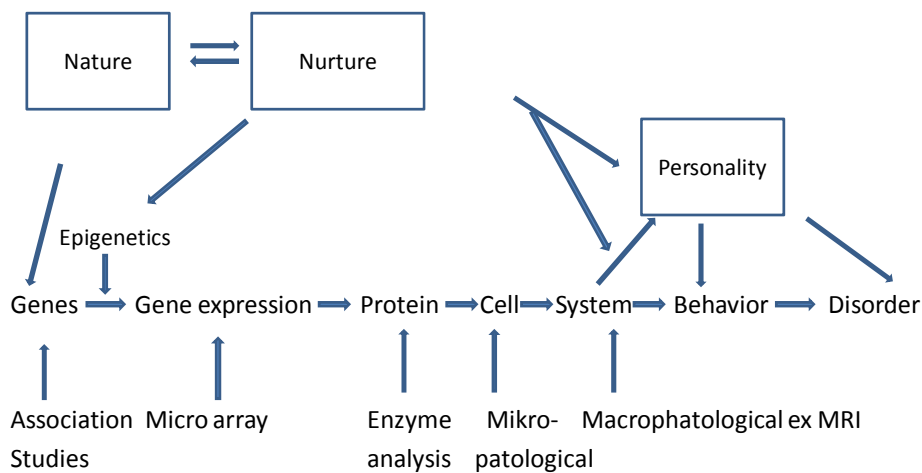 Nature
Nurture
Personality
Epigenetics
Genes
Gene expression
Protein
Cell
System
Behavior
Disorder
Association
Studies
Micro array
Enzyme
analysis
Mikro-
patological
Macrophatological ex MRI